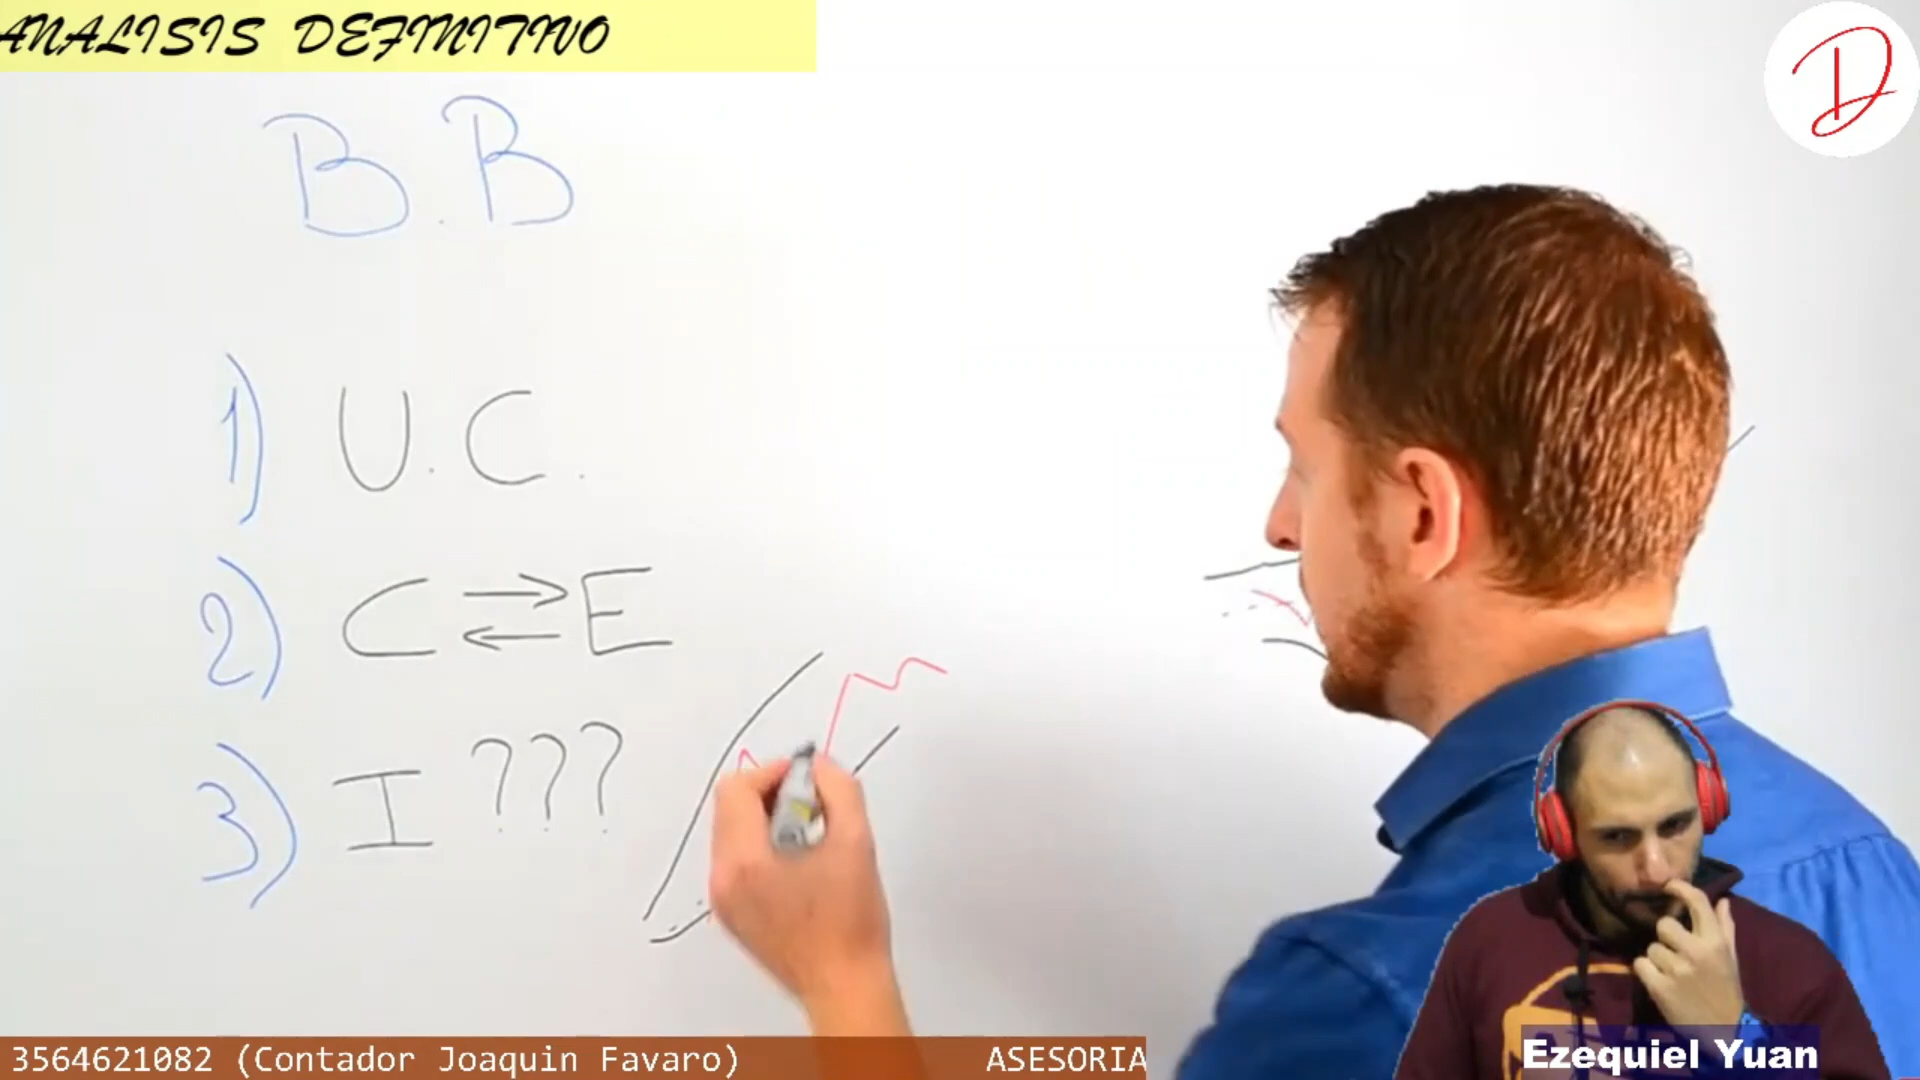 ANALISIS DEFINITIVO
D
B.B
1) U.C.
2) C ⇄ E
3) I ???
3564621082 (Contador Joaquin Favaro) ASESORIA
Ezequiel Yuan